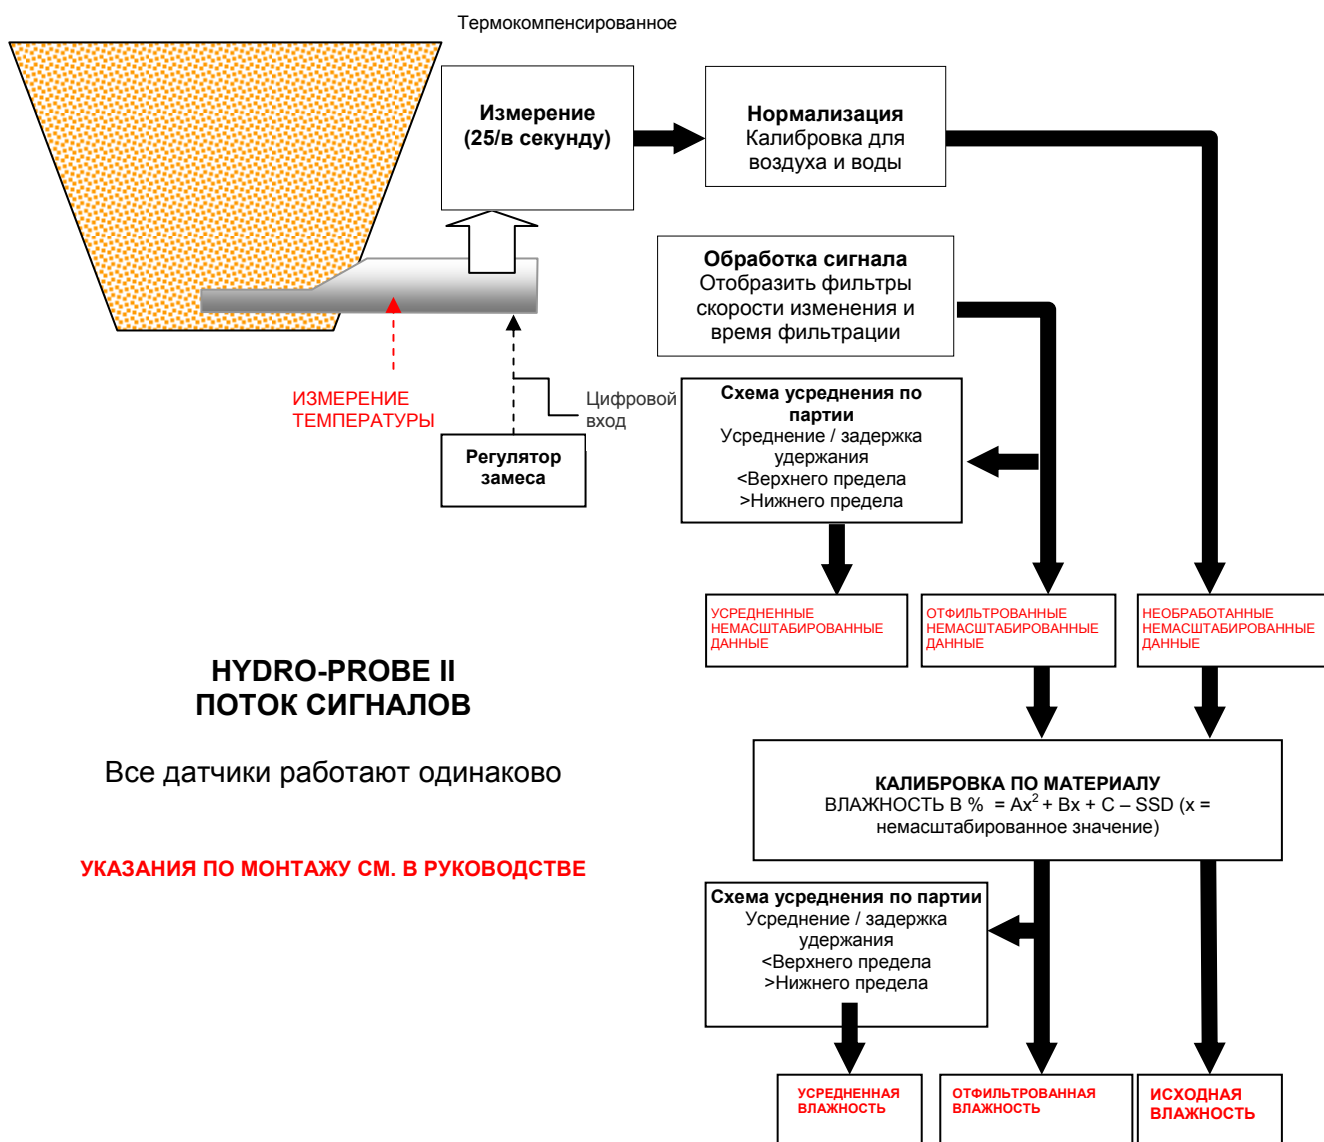 Термокомпенсированное
Измерение
(25/в секунду)
Нормализация
Калибровка для
воздуха и воды
Обработка сигнала
Отобразить фильтры
скорости изменения и
время фильтрации
ИЗМЕРЕНИЕ
ТЕМПЕРАТУРЫ
Цифровой
вход
Регулятор
замеса
Схема усреднения по
партии
Усреднение / задержка
удержания
<Верхнего предела
>Нижнего предела
УСРЕДНЕННЫЕ
НЕМАСШТАБИРОВАННЫЕ
ДАННЫЕ
ОТФИЛЬТРОВАННЫЕ
НЕМАСШТАБИРОВАННЫЕ
ДАННЫЕ
НЕОБРАБОТАННЫЕ
НЕМАСШТАБИРОВАННЫЕ
ДАННЫЕ
HYDRO-PROBE II
ПОТОК СИГНАЛОВ
Все датчики работают одинаково
УКАЗАНИЯ ПО МОНТАЖУ СМ. В РУКОВОДСТВЕ
КАЛИБРОВКА ПО МАТЕРИАЛУ
ВЛАЖНОСТЬ В % = Ax² + Bx + C – SSD (x =
немасштабированное значение)
Схема усреднения по партии
Усреднение / задержка
удержания
<Верхнего предела
>Нижнего предела
УСРЕДНЕННАЯ
ВЛАЖНОСТЬ
ОТФИЛЬТРОВАННАЯ
ВЛАЖНОСТЬ
ИСХОДНАЯ
ВЛАЖНОСТЬ